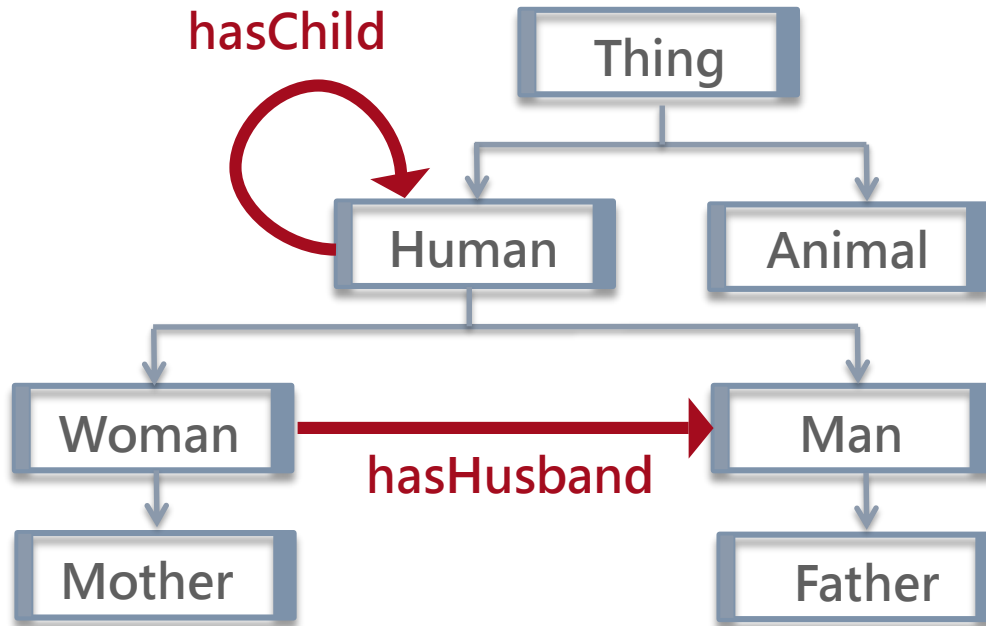 hasChild
Thing
Human
Animal
Woman
Man
hasHusband
Mother
Father